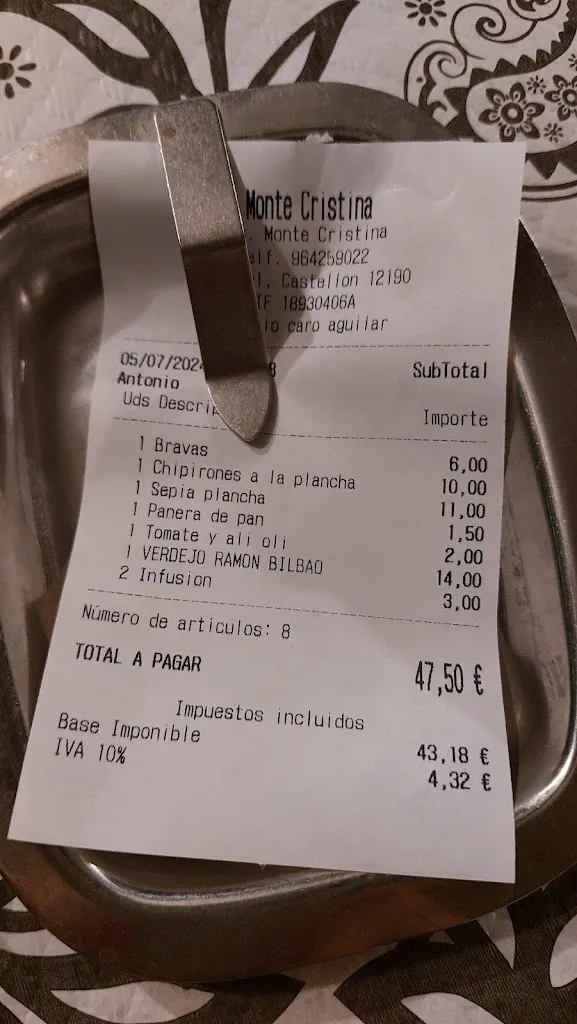 Monte Cristina
. Monte Cristina
elf. 964259022
l, Castellon 12190
IF 18930406A
io caro aguilar
05/07/2024 8 SubTotal
Antonio
Uds Descrip Importe
1 Bravas 6,00
1 Chipirones a la plancha 10,00
1 Sepia plancha 11,00
1 Panera de pan 1,50
1 Tomate y ali oli 2,00
1 VERDEJO RAMON BILBAO 14,00
2 Infusion 3,00
Número de artículos: 8
TOTAL A PAGAR 47,50 €
Impuestos incluidos
Base Imponible 43,18 €
IVA 10% 4,32 €